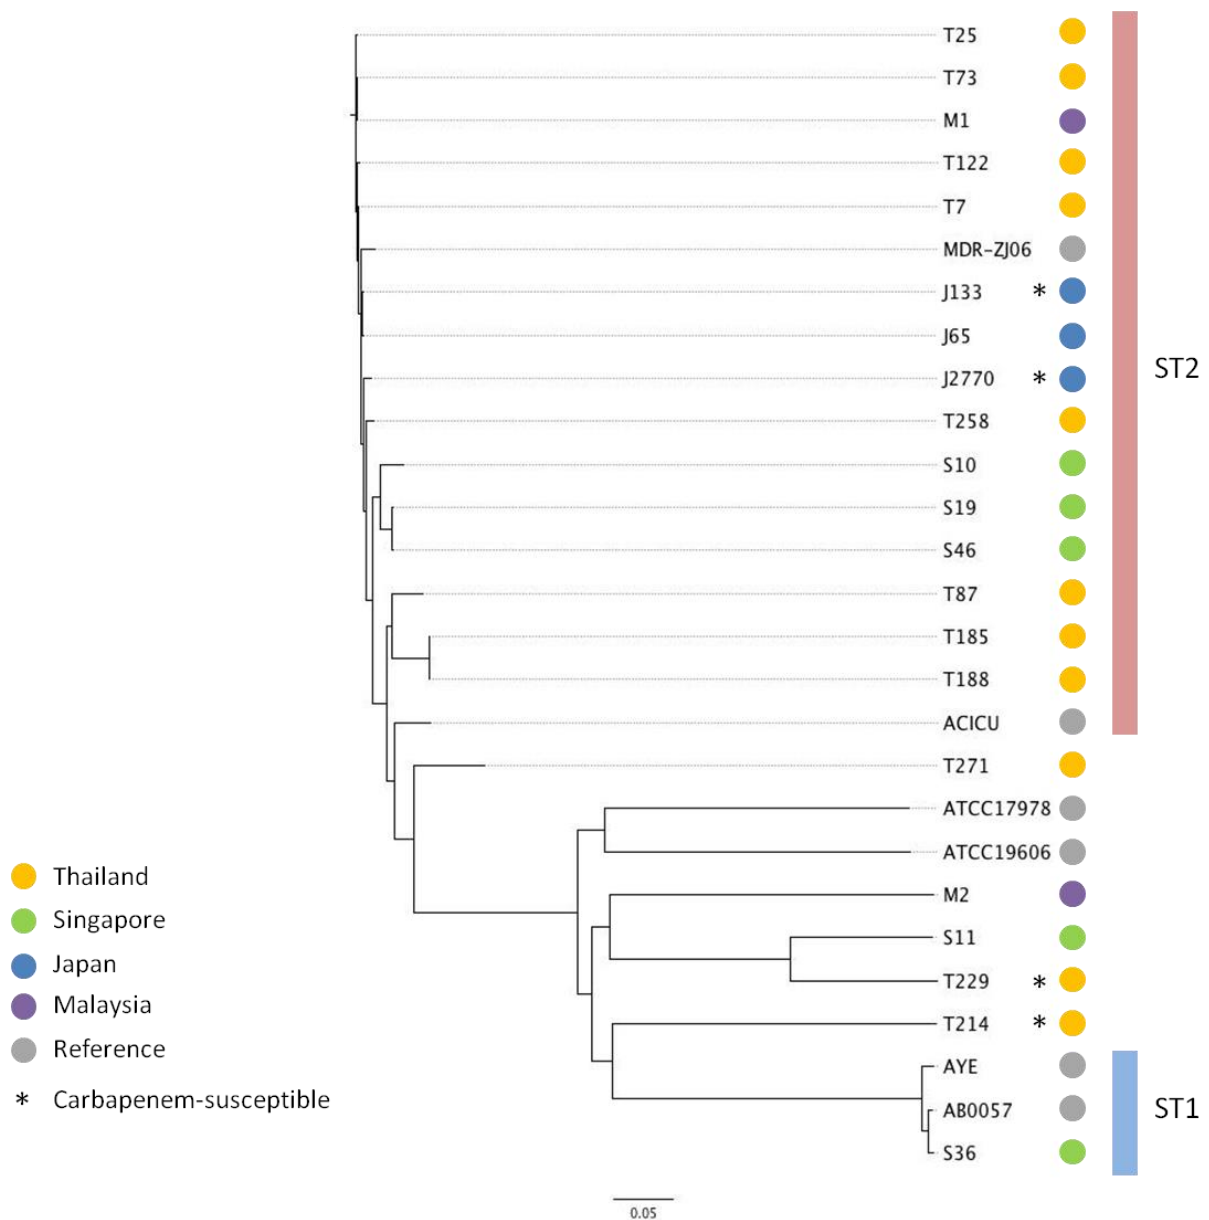 T25
T73
M1
T122
T7
MDR-ZJ06
J133 *
J65
J2770 *
ST2
T258
S10
S19
S46
T87
T185
T188
ACICU
T271
ATCC17978
ATCC19606
M2
S11
T229 *
T214 *
AYE
AB0057
ST1
S36
Thailand
Singapore
Japan
Malaysia
Reference
* Carbapenem-susceptible
0.05